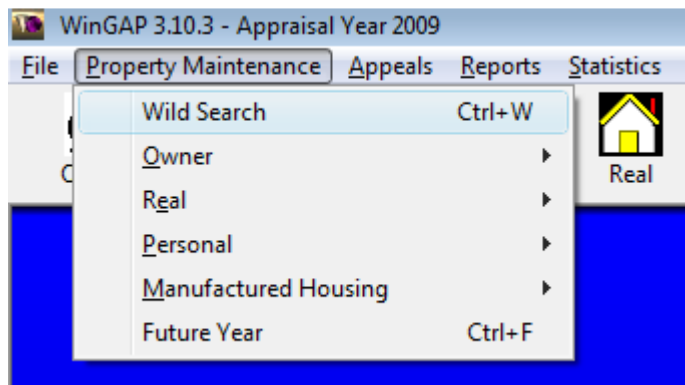 WinGAP 3.10.3 - Appraisal Year 2009
File Property Maintenance Appeals Reports Statistics
Wild Search Ctrl+W
Owner
Real
Personal
Manufactured Housing
Future Year Ctrl+F
Real